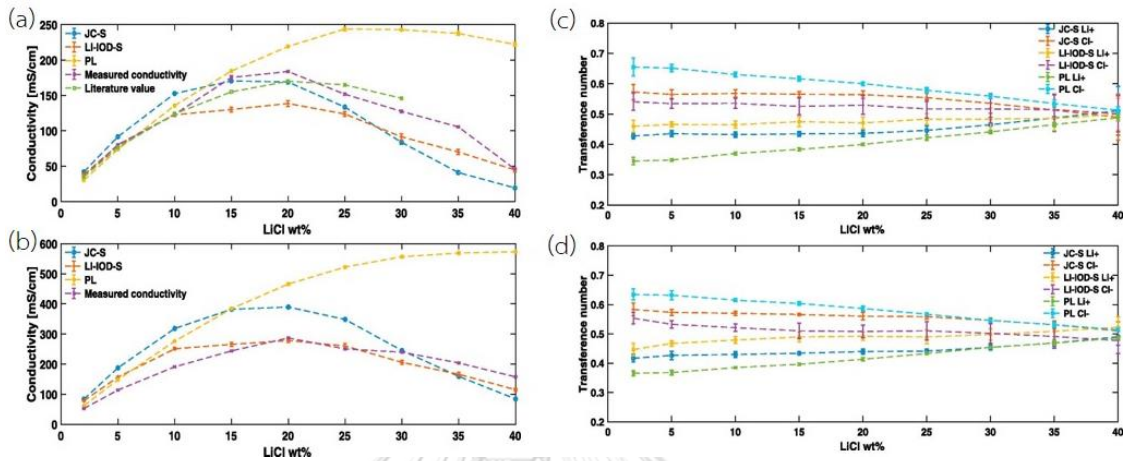 (a)
250
200
150
100
50
0
Conductivity [mS/cm]
JC-S
LI-IOD-S
PL
Measured conductivity
Literature value
0 5 10 15 20 25 30 35 40
LiCl wt%
(b)
600
500
400
300
200
100
0
Conductivity [mS/cm]
JC-S
LI-IOD-S
PL
Measured conductivity
0 5 10 15 20 25 30 35 40
LiCl wt%
(c)
0.8
0.7
0.6
0.5
0.4
0.3
0.2
Transference number
JC-S Li+
JC-S Cl-
LI-IOD-S Li+
LI-IOD-S Cl-
PL Li+
PL Cl-
0 5 10 15 20 25 30 35 40
LiCl wt%
(d)
0.8
0.7
0.6
0.5
0.4
0.3
0.2
Transference number
JC-S Li+
JC-S Cl-
LI-IOD-S Li+
LI-IOD-S Cl-
PL Li+
PL Cl-
0 5 10 15 20 25 30 35 40
LiCl wt%